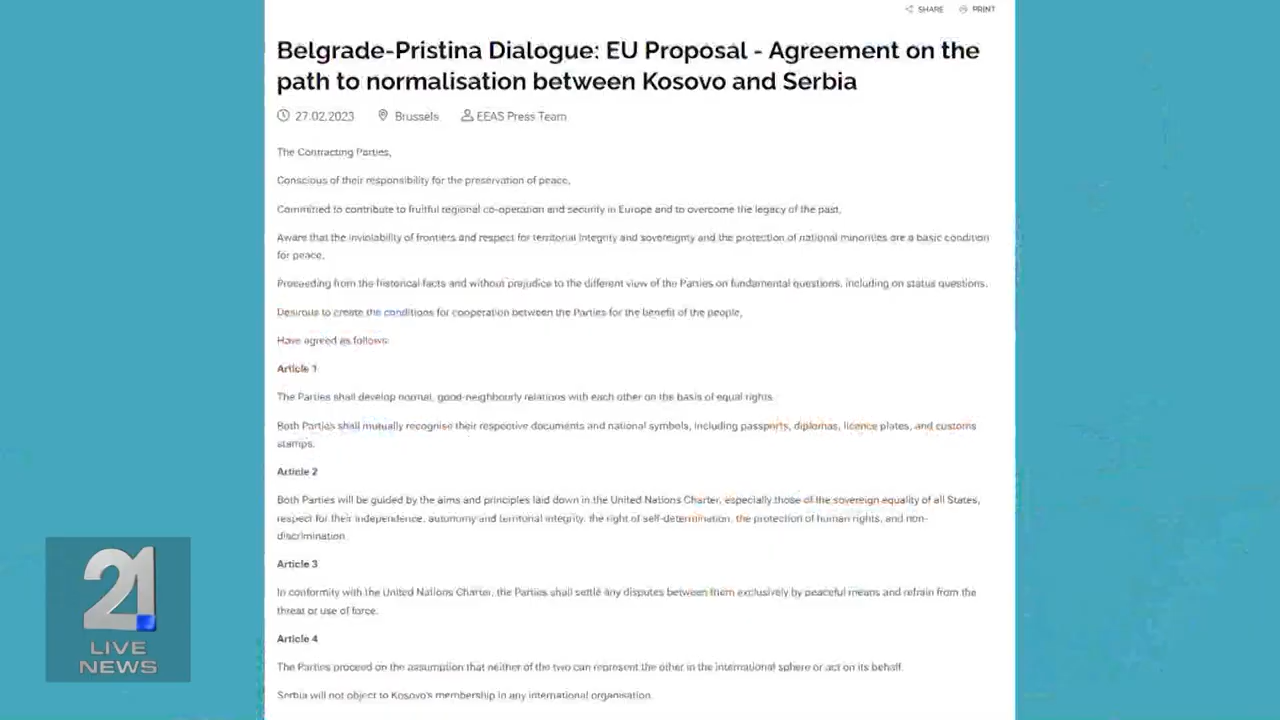 SHARE PRINT
Belgrade-Pristina Dialogue: EU Proposal - Agreement on the
path to normalisation between Kosovo and Serbia
27.02.2023 Brussels EEAS Press Team
The Contracting Parties,
Conscious of their responsibility for the preservation of peace,
Committed to contribute to fruitful regional co-operation and security in Europe and to overcome the legacy of the past,
Aware that the inviolability of frontiers and respect for territorial integrity and sovereignty and the protection of national minorities are a basic condition
for peace,
Proceeding from the historical facts and without prejudice to the different view of the Parties on fundamental questions, including on status questions,
Desirous to create the conditions for cooperation between the Parties for the benefit of the people,
Have agreed as follows:
Article 1
The Parties shall develop normal, good-neighbourly relations with each other on the basis of equal rights.
Both Parties shall mutually recognise their respective documents and national symbols, including passports, diplomas, licence plates, and customs
stamps.
Article 2
Both Parties will be guided by the aims and principles laid down in the United Nations Charter, especially those of the sovereign equality of all States,
respect for their independence, autonomy and territorial integrity, the right of self-determination, the protection of human rights, and non-
discrimination.
Article 3
In conformity with the United Nations Charter, the Parties shall settle any disputes between them exclusively by peaceful means and refrain from the
threat or use of force.
Article 4
The Parties proceed on the assumption that neither of the two can represent the other in the international sphere or act on its behalf.
Serbia will not object to Kosovo's membership in any international organisation.
21
LIVE
NEWS